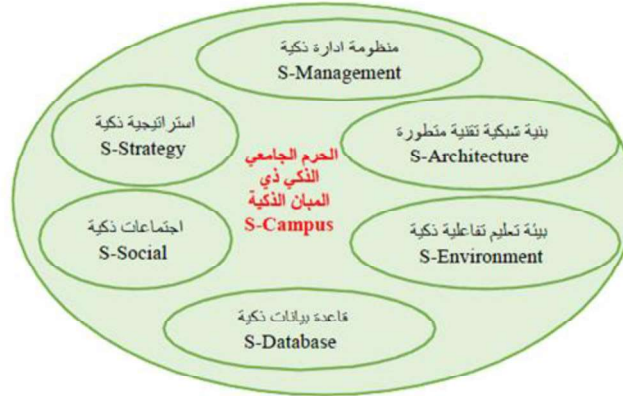 منظومة ادارة ذكية
S-Management
استراتيجية ذكية
S-Strategy
بنية شبكية تقنية متطورة
S-Architecture
الحرم الجامعي
الذكي ذي
المبان الذكية
S-Campus
اجتماعات ذكية
S-Social
بيئة تعليم تفاعلية ذكية
S-Environment
قاعدة بيانات ذكية
S-Database